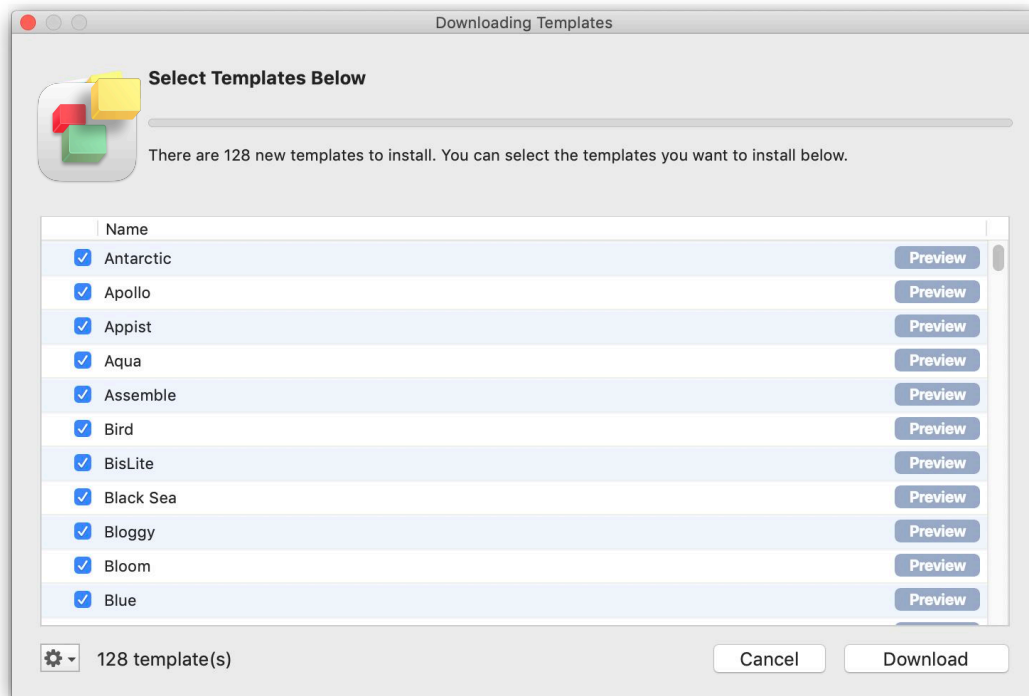 Downloading Templates
Select Templates Below
There are 128 new templates to install. You can select the templates you want to install below.
Name
Antarctic Preview
Apollo Preview
Appist Preview
Aqua Preview
Assemble Preview
Bird Preview
BisLite Preview
Black Sea Preview
Bloggy Preview
Bloom Preview
Blue Preview
128 template(s) Cancel Download